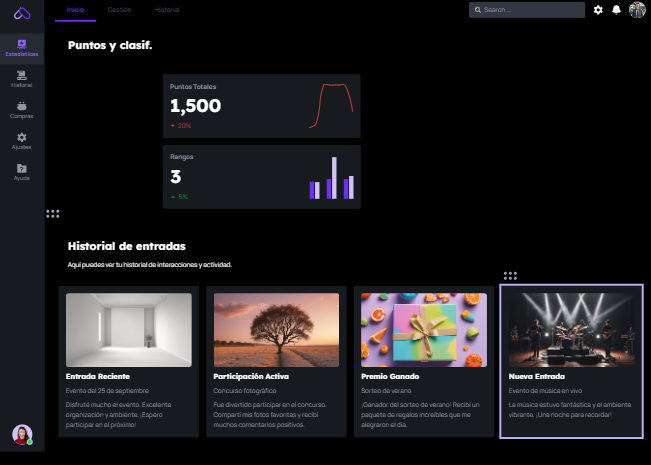 Inicio
Gestión
Historial
Search ...
Estadísticas
Historial
Compras
Ajustes
Ayuda
Puntos y clasif.
Puntos Totales
1,500
20%
Rangos
3
5%
Historial de entradas
Aquí puedes ver tu historial de interacciones y actividad.
Entrada Reciente
Evento del 25 de septiembre
Disfruté mucho el evento. Excelente
organización y ambiente. ¡Espero
participar en el próximo!
Participación Activa
Concurso fotográfico
Fue divertido participar en el concurso.
Compartí mis fotos favoritas y recibí
muchos comentarios positivos.
Premio Ganado
Sorteo de verano
¡Ganador del sorteo de verano! Recibí un
paquete de regalos increíbles que me
alegraron el día.
Nueva Entrada
Evento de música en vivo
La música estuvo fantástica y el ambiente
vibrante. ¡Una noche para recordar!